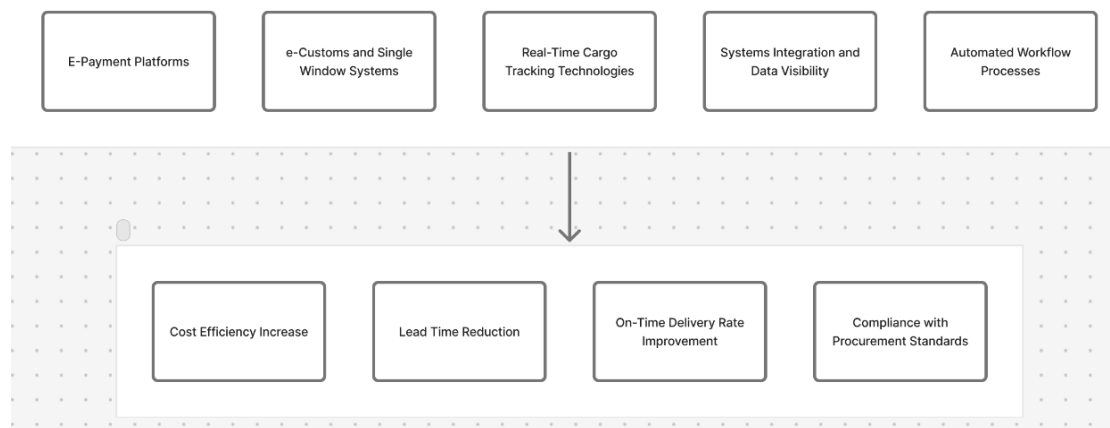 E-Payment Platforms
e-Customs and Single
Window Systems
Real-Time Cargo
Tracking Technologies
Systems Integration and
Data Visibility
Automated Workflow
Processes
Cost Efficiency Increase
Lead Time Reduction
On-Time Delivery Rate
Improvement
Compliance with
Procurement Standards